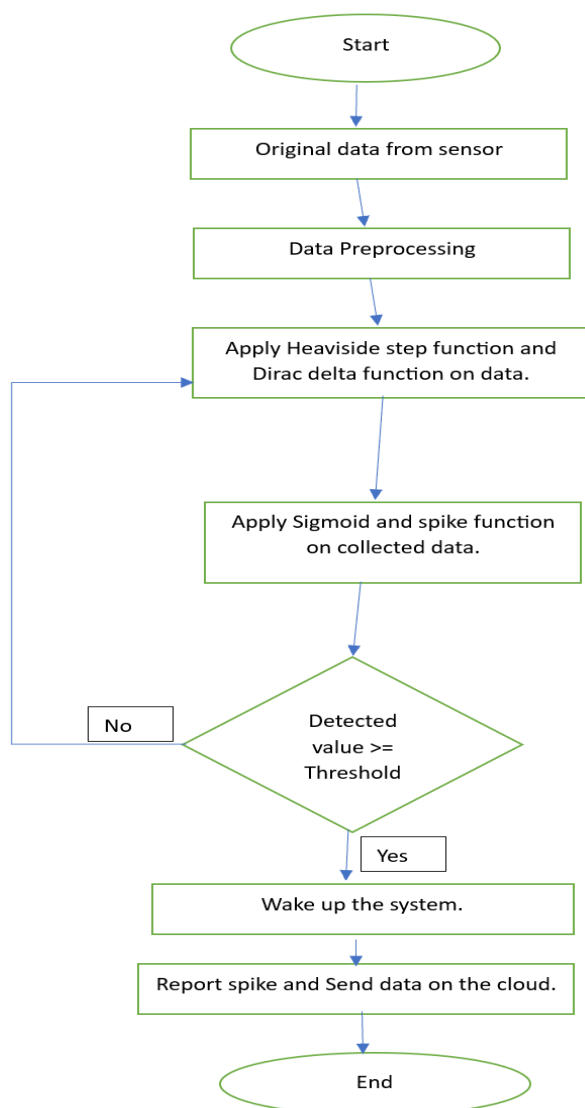 Start
Original data from sensor
Data Preprocessing
Apply Heaviside step function and
Dirac delta function on data.
Apply Sigmoid and spike function
on collected data.
No
Detected
value >=
Threshold
Yes
Wake up the system.
Report spike and Send data on the cloud.
End